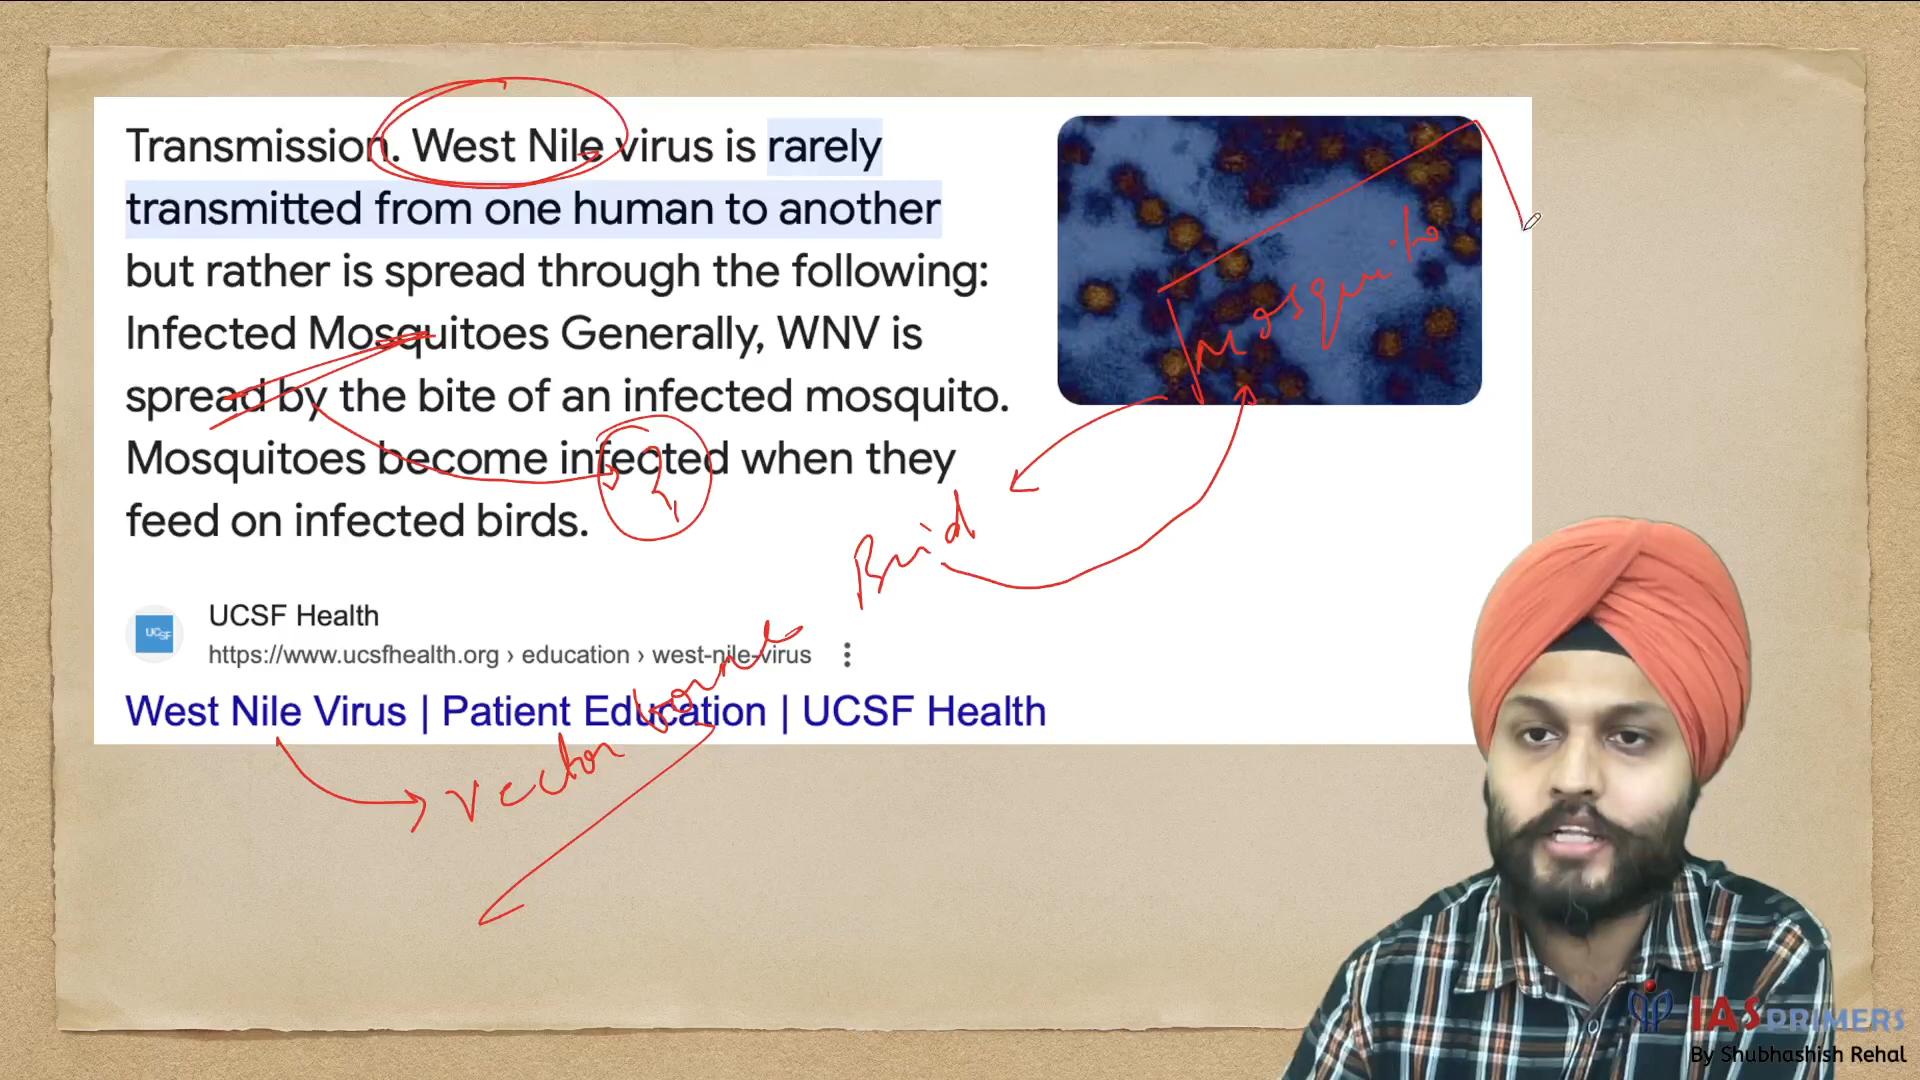 Transmission. West Nile virus is rarely
transmitted from one human to another
but rather is spread through the following:
Infected Mosquitoes Generally, WNV is
spread by the bite of an infected mosquito.
Mosquitoes become infected when they
feed on infected birds.
Mosquito
Brid
UCSF Health
UCSF
https://www.ucsfhealth.org › education › west-nile-virus
West Nile Virus | Patient Education | UCSF Health
Vector borne
IAS PRIMERS
By Shubhashish Rehal